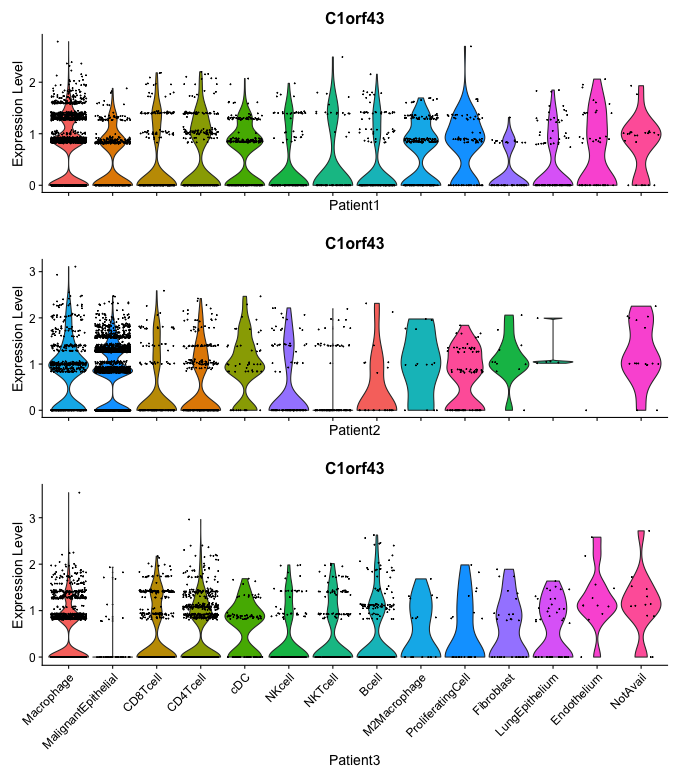 C1orf43
Expression Level
2
1
0
Patient1
C1orf43
Expression Level
3
2
1
0
Patient2
C1orf43
Expression Level
3
2
1
0
Macrophage
MalignantEpithelial
CD8Tcell
CD4Tcell
cDC
NKcell
NKTcell
Bcell
M2Macrophage
ProliferatingCell
Fibroblast
LungEpithelium
Endothelium
NotAvail
Patient3